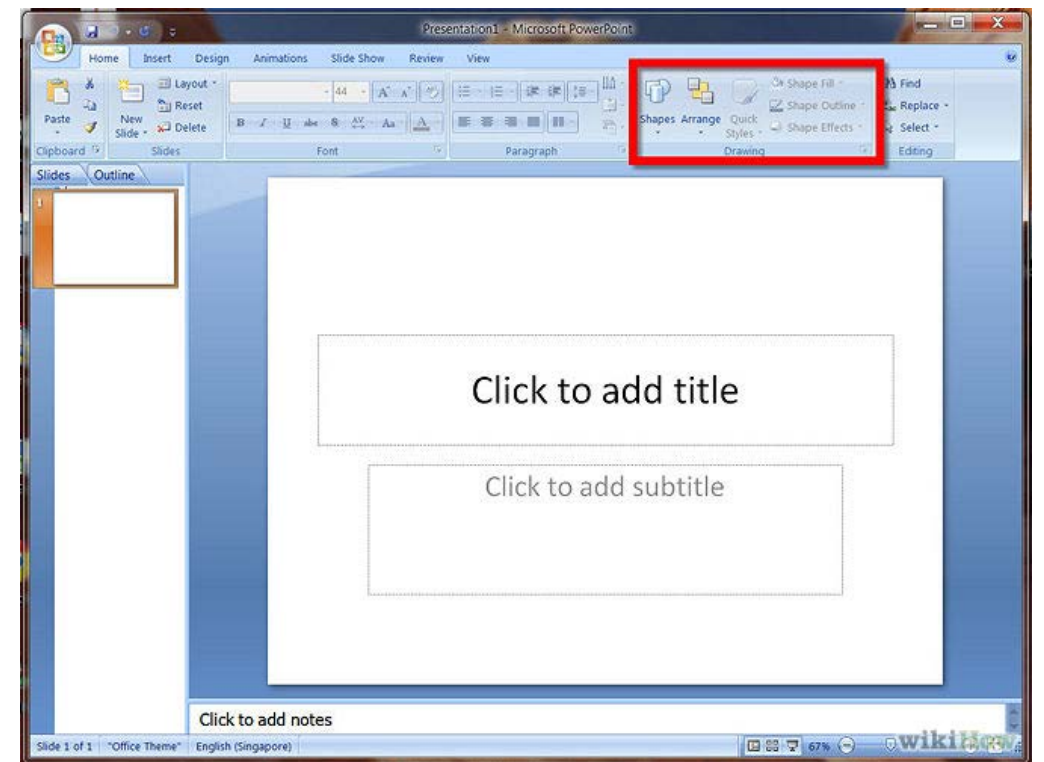 Presentation1 - Microsoft PowerPoint
Home Insert Design Animations Slide Show Review View
Paste
New Slide
Layout
Reset
Delete
44
B I U abc S AV Aa A
Shapes Arrange Quick Styles
Shape Fill
Shape Outline
Shape Effects
Find
Replace
Select
Clipboard Slides Font Paragraph Drawing Editing
Slides Outline
1
Click to add title
Click to add subtitle
Click to add notes
Slide 1 of 1 "Office Theme" English (Singapore) 67%
wikiHow